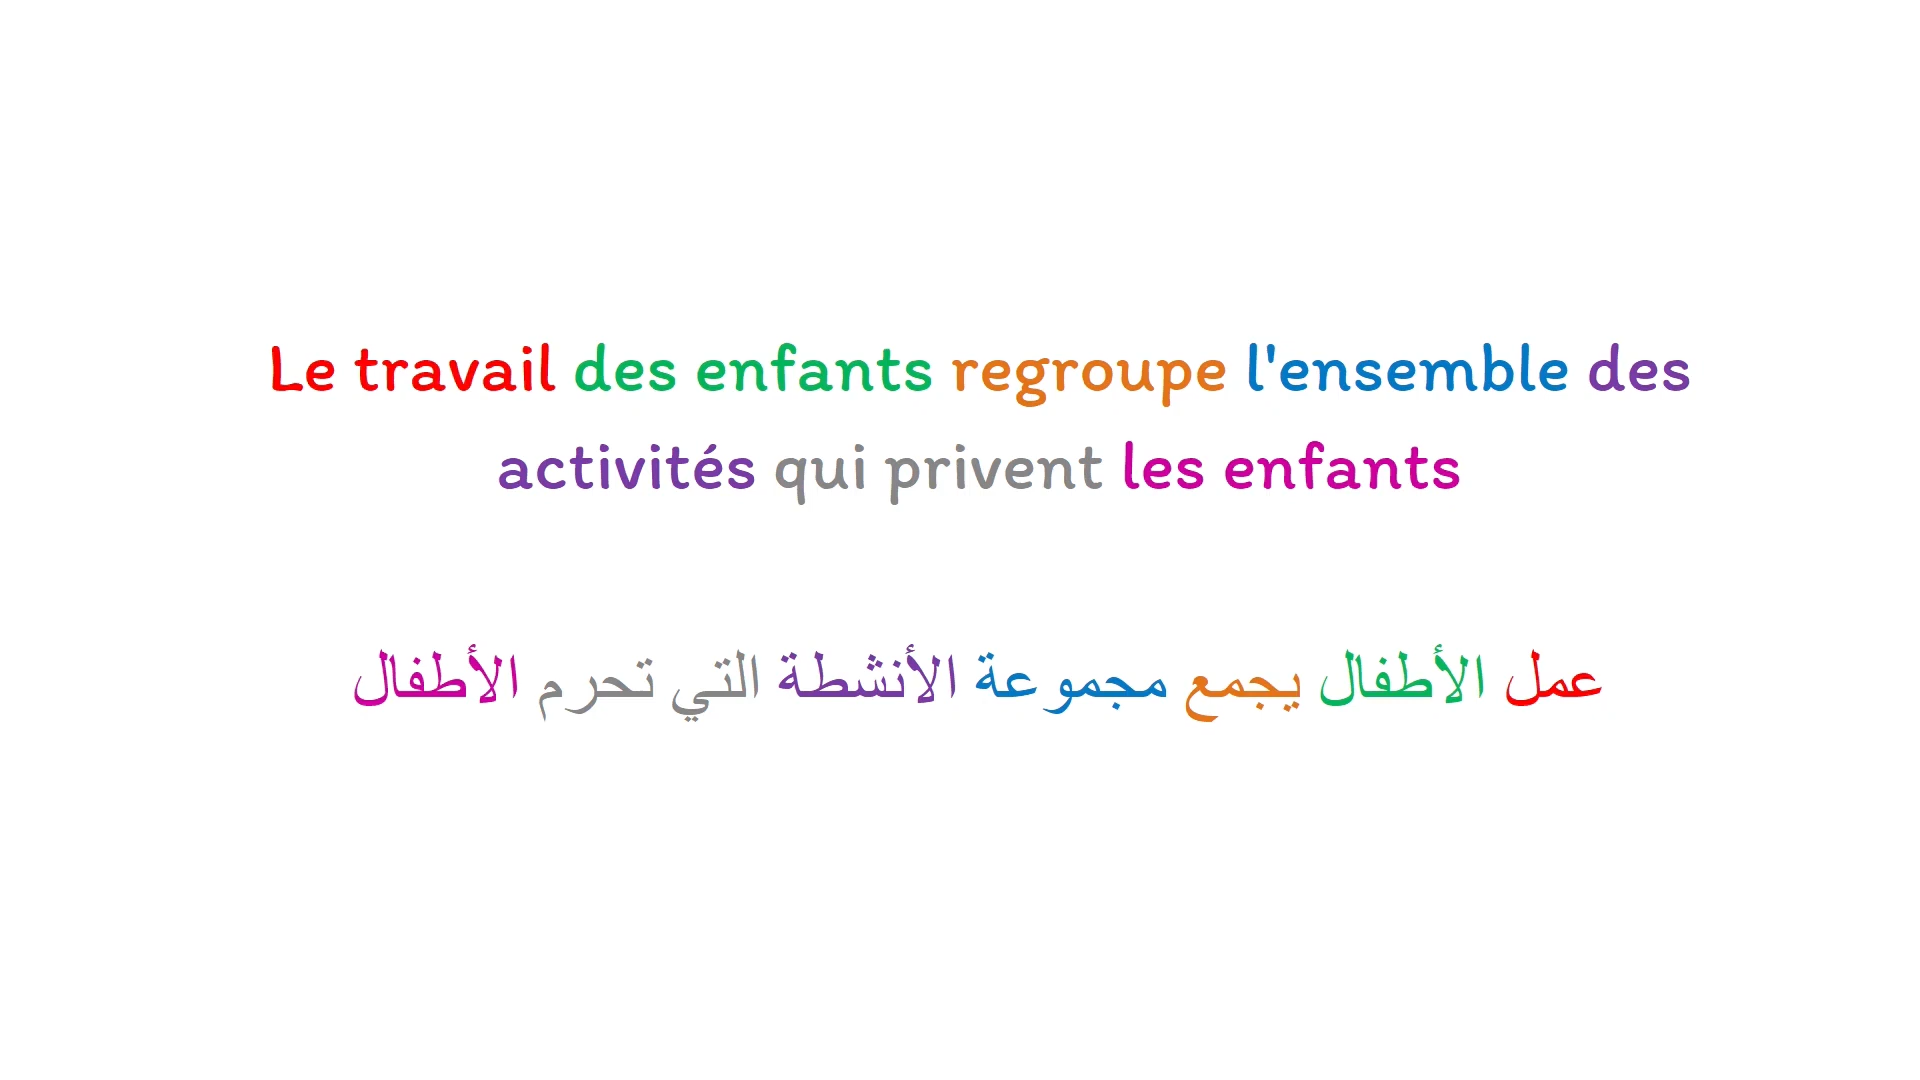 Le travail des enfants regroupe l'ensemble des
activités qui privent les enfants
عمل الأطفال يجمع مجموعة الأنشطة التي تحرم الأطفال